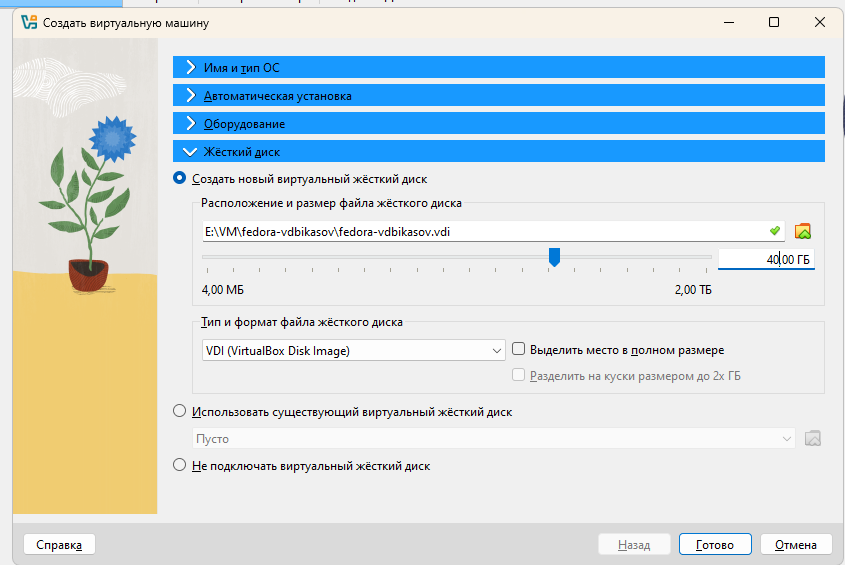 Создать виртуальную машину
Имя и тип ОС
Автоматическая установка
Оборудование
Жёсткий диск
Создать новый виртуальный жёсткий диск
Расположение и размер файла жёсткого диска
E:\VM\fedora-vdbikasov\fedora-vdbikasov.vdi
40,00 ГБ
4,00 МБ 2,00 ТБ
Тип и формат файла жёсткого диска
VDI (VirtualBox Disk Image) Выделить место в полном размере
Разделить на куски размером до 2х ГБ
Использовать существующий виртуальный жёсткий диск
Пусто
Не подключать виртуальный жёсткий диск
Справка Назад Готово Отмена